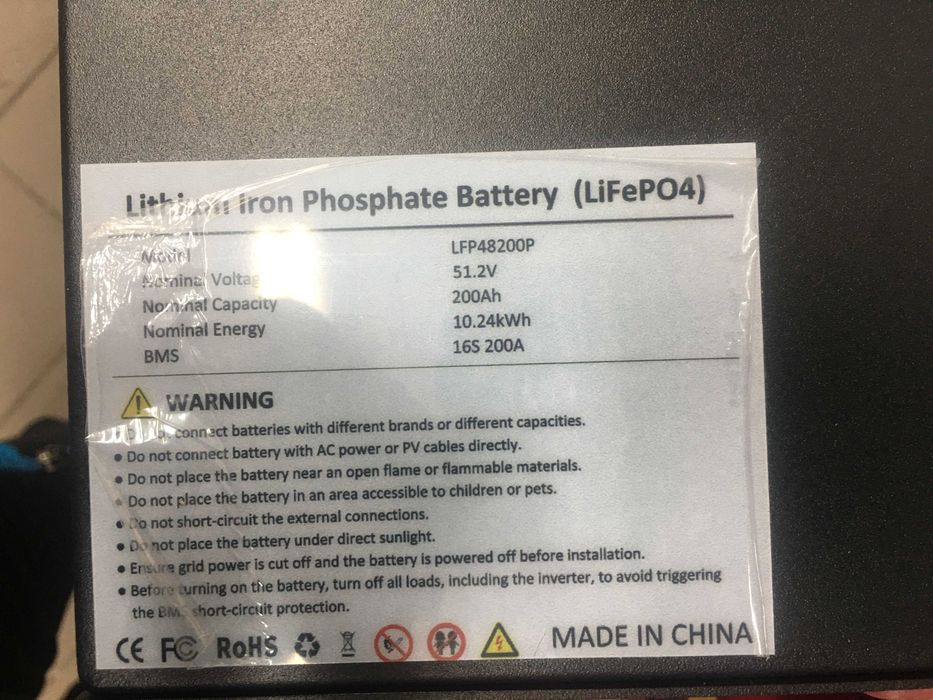 Lithium Iron Phosphate Battery (LiFePO4)
Model LFP48200P
Nominal Voltage 51.2V
Nominal Capacity 200Ah
Nominal Energy 10.24kWh
BMS 16S 200A
WARNING
Do not connect batteries with different brands or different capacities.
• Do not connect battery with AC power or PV cables directly.
• Do not place the battery near an open flame or flammable materials.
• Do not place the battery in an area accessible to children or pets.
• Do not short-circuit the external connections.
• Do not place the battery under direct sunlight.
• Ensure grid power is cut off and the battery is powered off before installation.
• Before turning on the battery, turn off all loads, including the inverter, to avoid triggering
the BMS short-circuit protection.
CE FC RoHS MADE IN CHINA